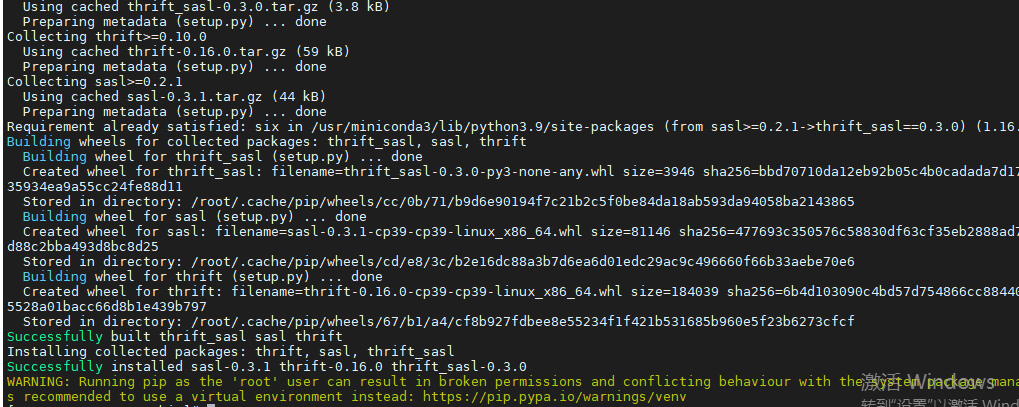 Using cached thrift_sasl-0.3.0.tar.gz (3.8 kB)
Preparing metadata (setup.py) ... done
Collecting thrift>=0.10.0
Using cached thrift-0.16.0.tar.gz (59 kB)
Preparing metadata (setup.py) ... done
Collecting sasl>=0.2.1
Using cached sasl-0.3.1.tar.gz (44 kB)
Preparing metadata (setup.py) ... done
Requirement already satisfied: six in /usr/miniconda3/lib/python3.9/site-packages (from sasl>=0.2.1->thrift_sasl==0.3.0) (1.16.
Building wheels for collected packages: thrift_sasl, sasl, thrift
Building wheel for thrift_sasl (setup.py) ... done
Created wheel for thrift_sasl: filename=thrift_sasl-0.3.0-py3-none-any.whl size=3946 sha256=bbd70710da12eb92b05c4b0cadada7d17
35934ea9a55cc24fe88d11
Stored in directory: /root/.cache/pip/wheels/cc/0b/71/b9d6e90194f7c21b2c5f0be84da18ab593da94058ba2143865
Building wheel for sasl (setup.py) ... done
Created wheel for sasl: filename=sasl-0.3.1-cp39-cp39-linux_x86_64.whl size=81146 sha256=477693c350576c58830df63cf35eb2888ad7
d88c2bba493d8bc8d25
Stored in directory: /root/.cache/pip/wheels/cd/e8/3c/b2e16dc88a3b7d6ea6d01edc29ac9c496660f66b33aebe70e6
Building wheel for thrift (setup.py) ... done
Created wheel for thrift: filename=thrift-0.16.0-cp39-cp39-linux_x86_64.whl size=184039 sha256=6b4d103090c4bd57d754866cc88440
5528a01bacc66d8b1e439b797
Stored in directory: /root/.cache/pip/wheels/67/b1/a4/cf8b927fdbee8e55234f1f421b531685b960e5f23b6273cfcf
Successfully built thrift_sasl sasl thrift
Installing collected packages: thrift, sasl, thrift_sasl
Successfully installed sasl-0.3.1 thrift-0.16.0 thrift_sasl-0.3.0
WARNING: Running pip as the 'root' user can result in broken permissions and conflicting behaviour with the system package mana
s recommended to use a virtual environment instead: https://pip.pypa.io/warnings/venv
激活 Windows
转到"设置"以激活 Wind